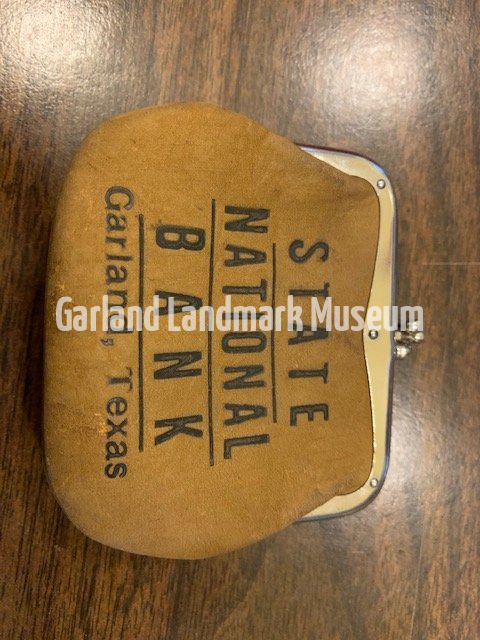 STATE
NATIONAL
BANK
Garland, Texas
Garland Landmark Museum